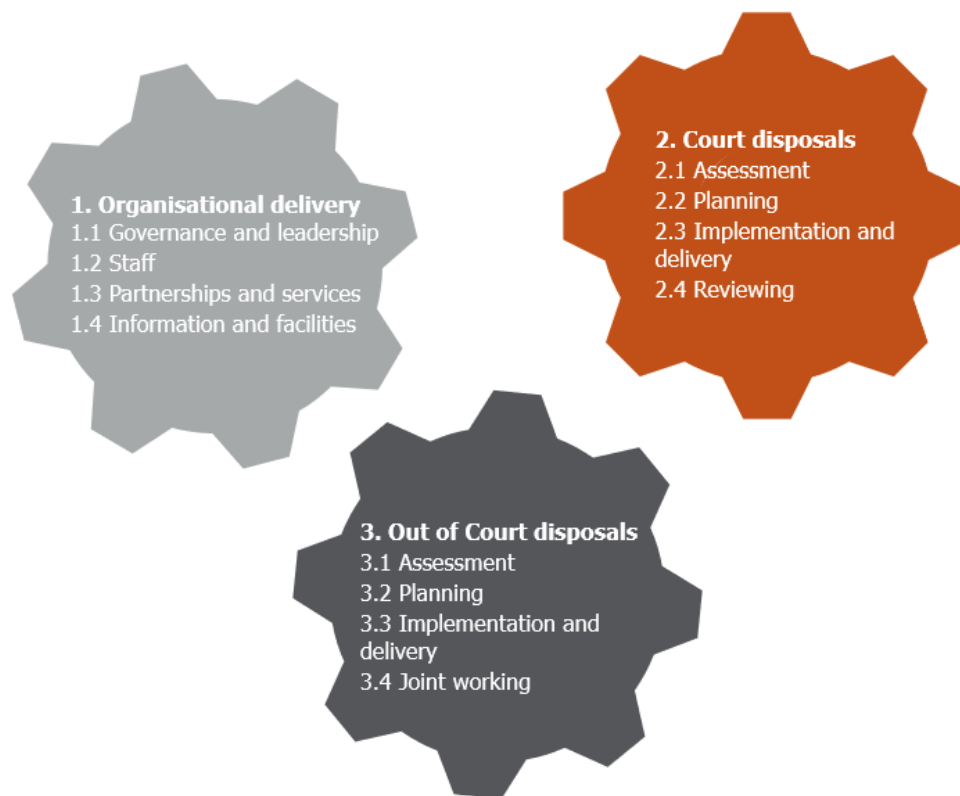 1. Organisational delivery
1.1 Governance and leadership
1.2 Staff
1.3 Partnerships and services
1.4 Information and facilities
2. Court disposals
2.1 Assessment
2.2 Planning
2.3 Implementation and
delivery
2.4 Reviewing
3. Out of Court disposals
3.1 Assessment
3.2 Planning
3.3 Implementation and
delivery
3.4 Joint working